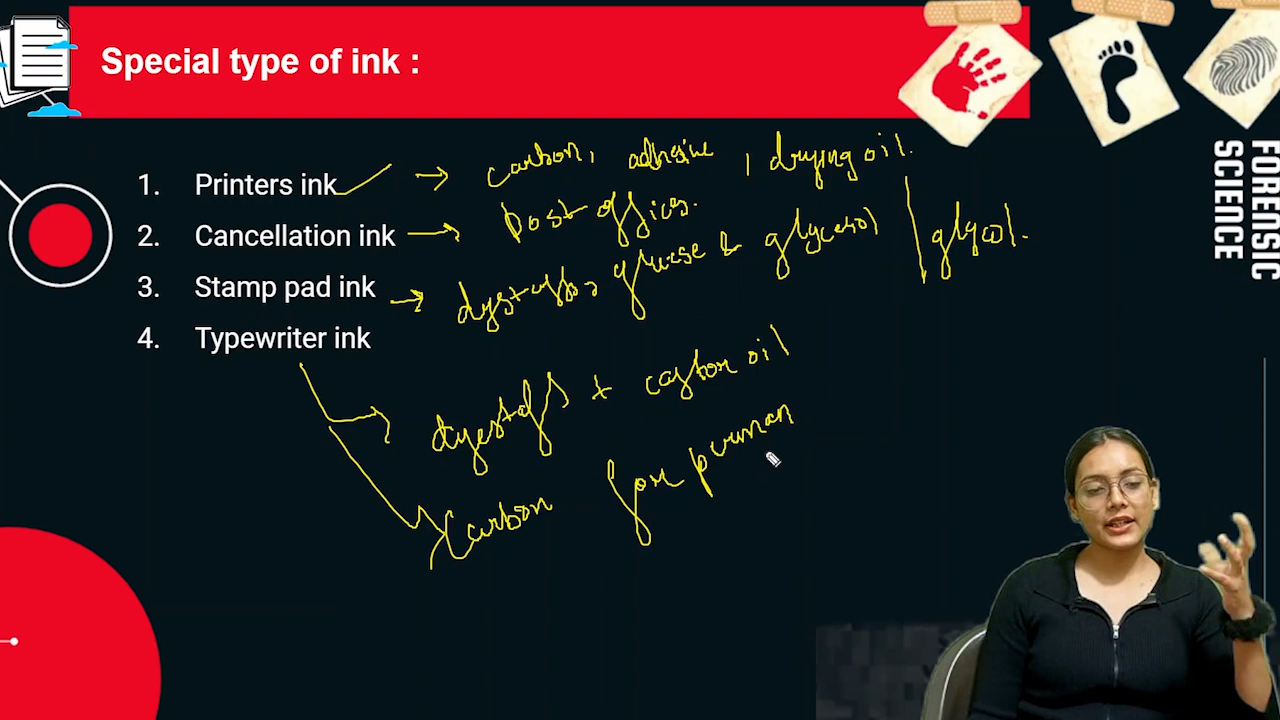 Special type of ink :
1. Printers ink → carbon, adhesive, drying oil.
2. Cancellation ink → Post offices.
3. Stamp pad ink → dystuffs, glucose & glycerol / glycol.
4. Typewriter ink
dyestuffs + castor oil
Carbon for perman
FORENSIC
SCIENCE